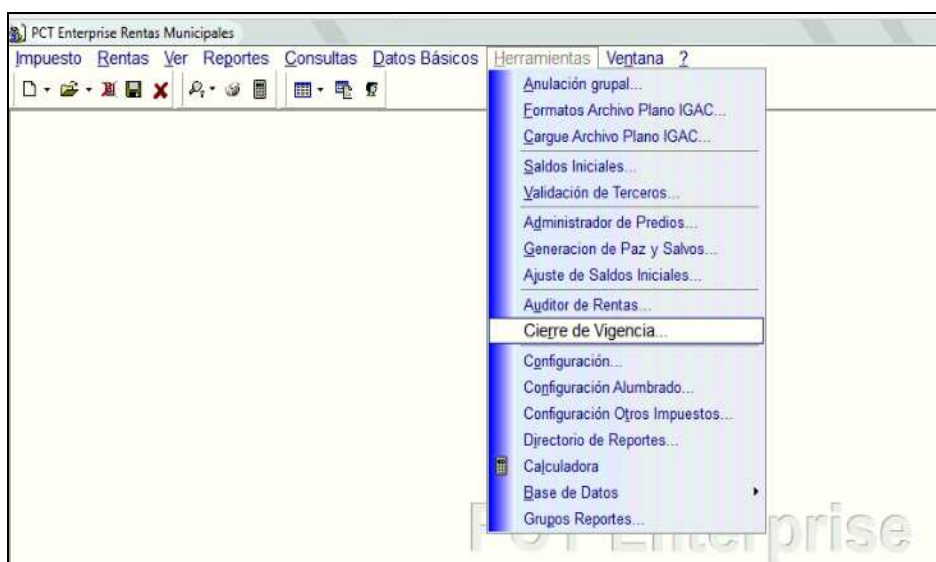 PCT Enterprise Rentas Municipales
Impuesto Rentas Ver Reportes Consultas Datos Básicos Herramientas Ventana ?
Anulación grupal...
Formatos Archivo Plano IGAC...
Cargue Archivo Plano IGAC...
Saldos Iniciales...
Validación de Terceros...
Administrador de Predios...
Generacion de Paz y Salvos...
Ajuste de Saldos Iniciales...
Auditor de Rentas...
Cierre de Vigencia...
Configuración...
Configuración Alumbrado...
Configuración Otros Impuestos...
Directorio de Reportes...
Calculadora
Base de Datos
Grupos Reportes...
PCT Enterprise